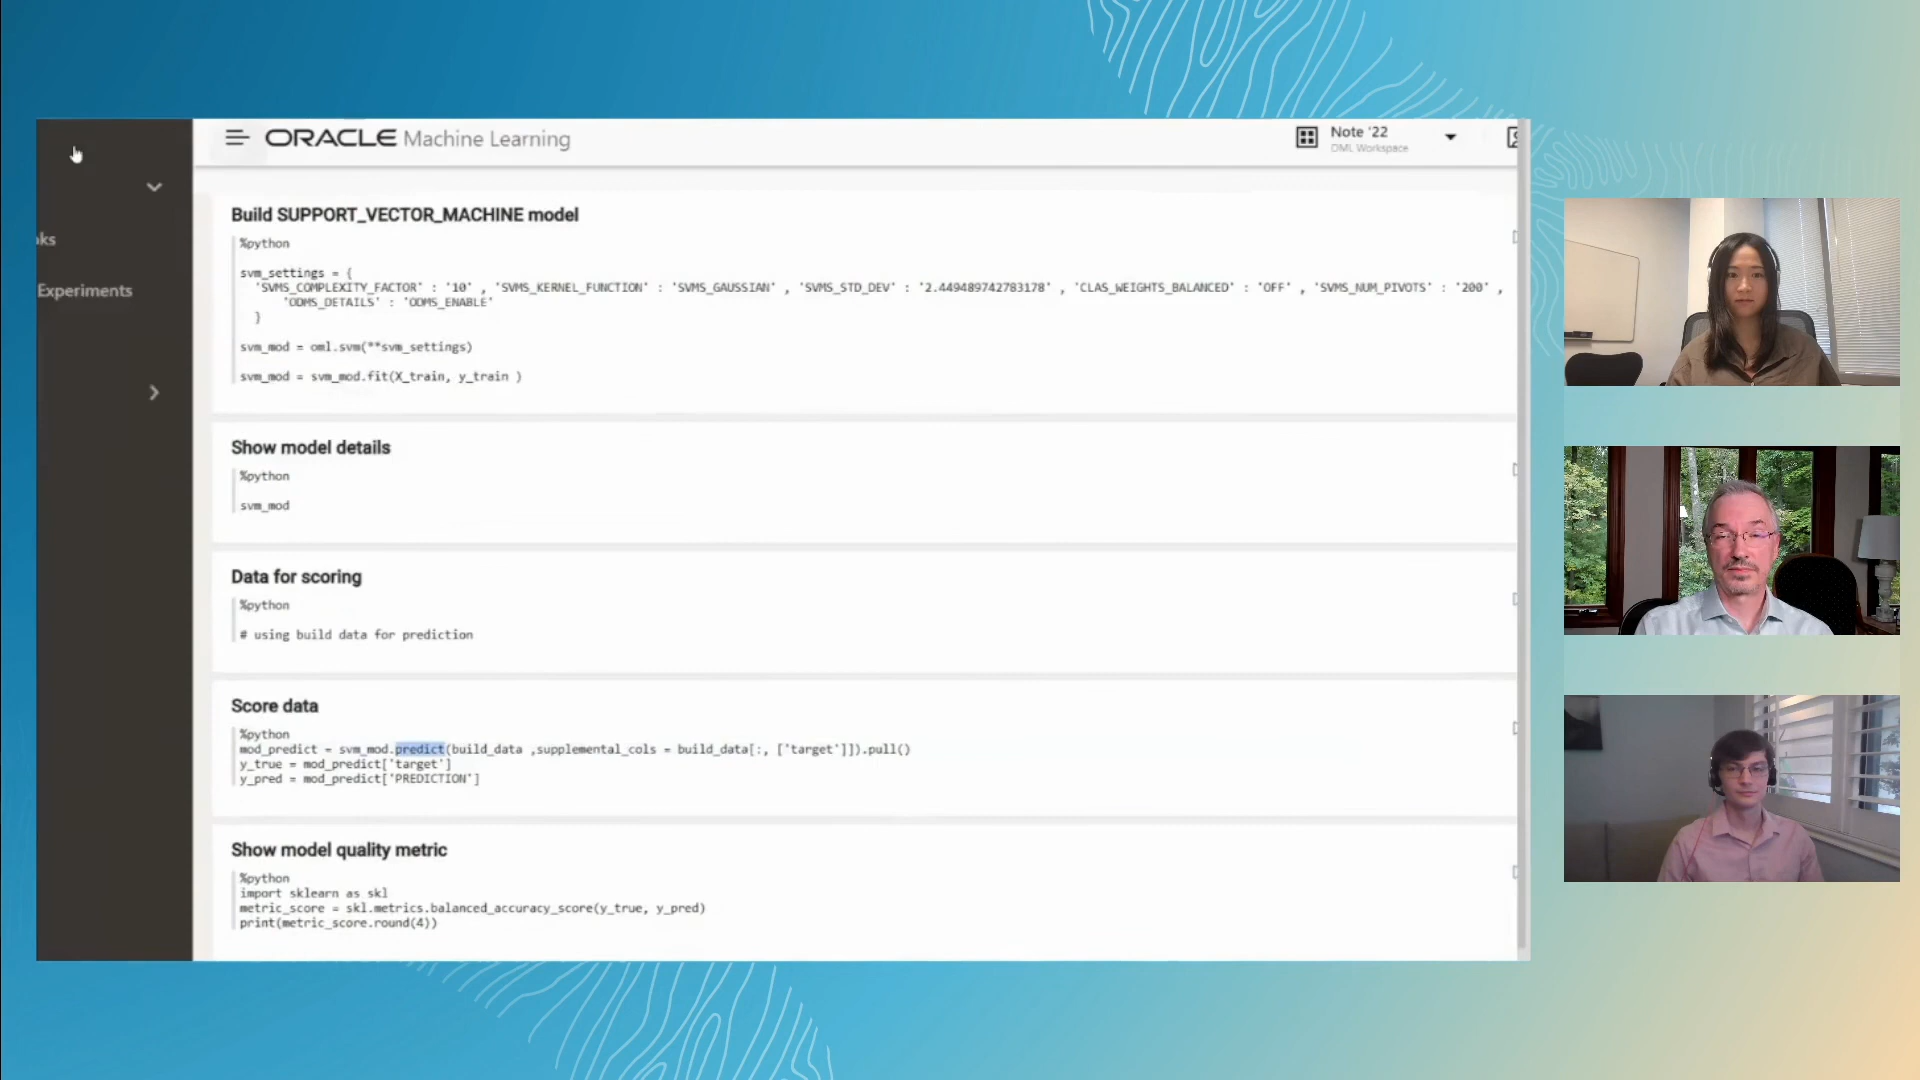 ORACLE Machine Learning
Note '22
OML Workspace
Experiments
Build SUPPORT_VECTOR_MACHINE model
%python
svm_settings = {
'SVMS_COMPLEXITY_FACTOR' : '10' , 'SVMS_KERNEL_FUNCTION' : 'SVMS_GAUSSIAN' , 'SVMS_STD_DEV' : '2.449489742783178' , 'CLAS_WEIGHTS_BALANCED' : 'OFF' , 'SVMS_NUM_PIVOTS' : '200' ,
'ODMS_DETAILS' : 'ODMS_ENABLE'
}
svm_mod = oml.svm(**svm_settings)
svm_mod = svm_mod.fit(X_train, y_train )
Show model details
%python
svm_mod
Data for scoring
%python
# using build data for prediction
Score data
%python
mod_predict = svm_mod.predict(build_data ,supplemental_cols = build_data[:, ['target']]).pull()
y_true = mod_predict['target']
y_pred = mod_predict['PREDICTION']
Show model quality metric
%python
import sklearn as skl
metric_score = skl.metrics.balanced_accuracy_score(y_true, y_pred)
print(metric_score.round(4))